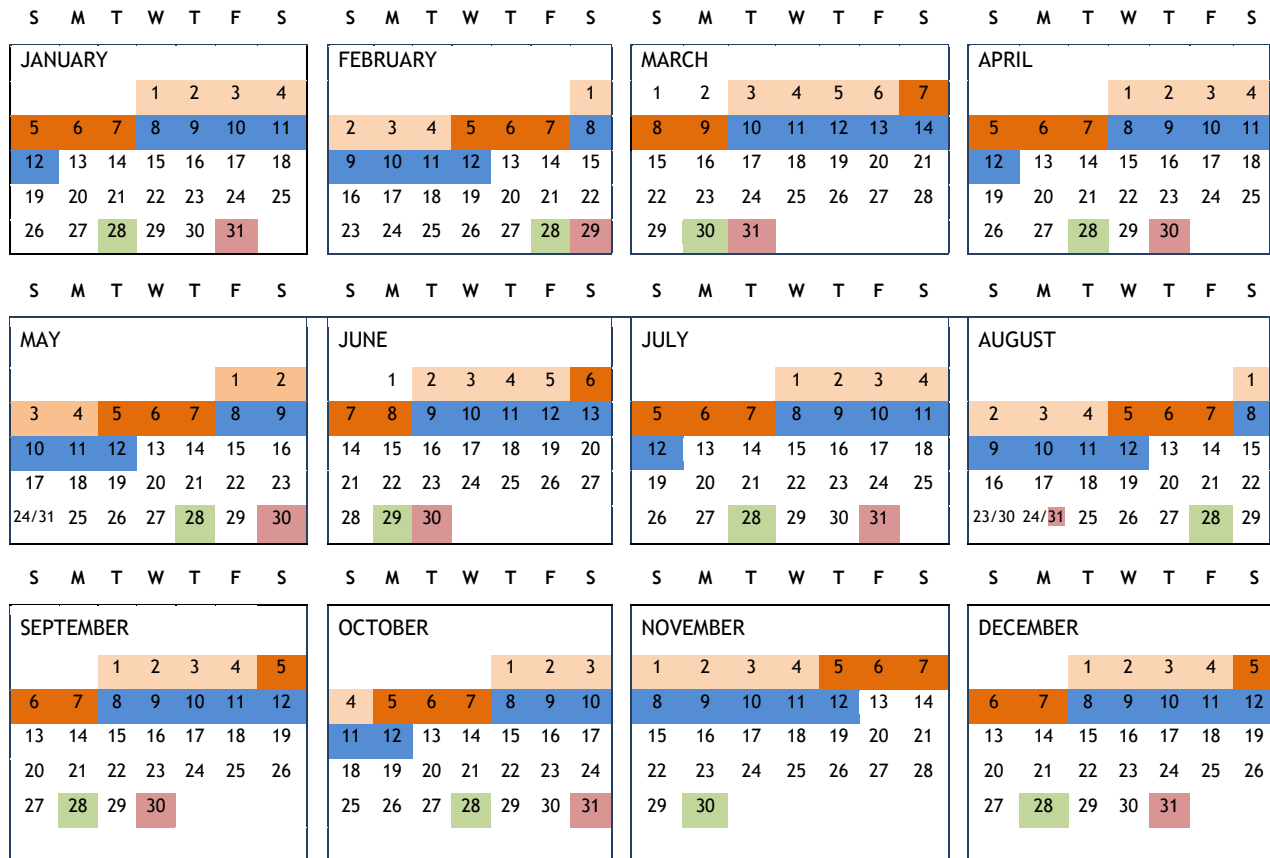 S M T W T F S S M T W T F S S M T W T F S S M T W T F S
JANUARY FEBRUARY MARCH APRIL
1 2 3 4 1 1 2 3 4 5 6 7 1 2 3 4
5 6 7 8 9 10 11 2 3 4 5 6 7 8 8 9 10 11 12 13 14 5 6 7 8 9 10 11
12 13 14 15 16 17 18 9 10 11 12 13 14 15 15 16 17 18 19 20 21 12 13 14 15 16 17 18
19 20 21 22 23 24 25 16 17 18 19 20 21 22 22 23 24 25 26 27 28 19 20 21 22 23 24 25
26 27 28 29 30 31 23 24 25 26 27 28 29 29 30 31 26 27 28 29 30
S M T W T F S S M T W T F S S M T W T F S S M T W T F S
MAY JUNE JULY AUGUST
1 2 1 2 3 4 5 6 1 2 3 4 1
3 4 5 6 7 8 9 7 8 9 10 11 12 13 5 6 7 8 9 10 11 2 3 4 5 6 7 8
10 11 12 13 14 15 16 14 15 16 17 18 19 20 12 13 14 15 16 17 18 9 10 11 12 13 14 15
17 18 19 20 21 22 23 21 22 23 24 25 26 27 19 20 21 22 23 24 25 16 17 18 19 20 21 22
24/31 25 26 27 28 29 30 28 29 30 26 27 28 29 30 31 23/30 24/31 25 26 27 28 29
S M T W T F S S M T W T F S S M T W T F S S M T W T F S
SEPTEMBER OCTOBER NOVEMBER DECEMBER
1 2 3 4 5 1 2 3 1 2 3 4 5 6 7 1 2 3 4 5
6 7 8 9 10 11 12 4 5 6 7 8 9 10 8 9 10 11 12 13 14 6 7 8 9 10 11 12
13 14 15 16 17 18 19 11 12 13 14 15 16 17 15 16 17 18 19 20 21 13 14 15 16 17 18 19
20 21 22 23 24 25 26 18 19 20 21 22 23 24 22 23 24 25 26 27 28 20 21 22 23 24 25 26
27 28 29 30 25 26 27 28 29 30 31 29 30 27 28 29 30 31